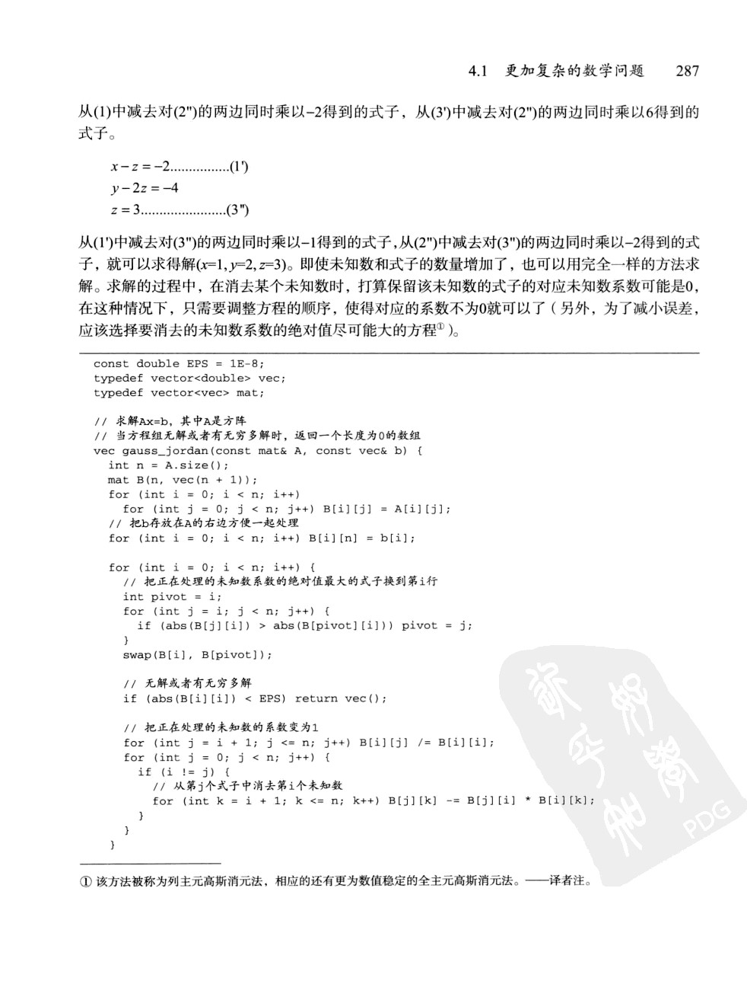 4.1 更加复杂的数学问题 287
从(1)中减去对(2")的两边同时乘以−2得到的式子，从(3')中减去对(2")的两边同时乘以6得到的
式子。
x − z = −2................(1')
y − 2z = −4
z = 3.......................(3")
从(1')中减去对(3")的两边同时乘以−1得到的式子,从(2")中减去对(3")的两边同时乘以−2得到的式
子，就可以求得解(x=1, y=2, z=3)。即使未知数和式子的数量增加了，也可以用完全一样的方法求
解。求解的过程中，在消去某个未知数时，打算保留该未知数的式子的对应未知数系数可能是0，
在这种情况下，只需要调整方程的顺序，使得对应的系数不为0就可以了（另外，为了减小误差，
应该选择要消去的未知数系数的绝对值尽可能大的方程①）。
const double EPS = 1E-8;
typedef vector<double> vec;
typedef vector<vec> mat;
// 求解Ax=b，其中A是方阵
// 当方程组无解或者有无穷多解时，返回一个长度为0的数组
vec gauss_jordan(const mat& A, const vec& b) {
int n = A.size();
mat B(n, vec(n + 1));
for (int i = 0; i < n; i++)
for (int j = 0; j < n; j++) B[i][j] = A[i][j];
// 把b存放在A的右边方便一起处理
for (int i = 0; i < n; i++) B[i][n] = b[i];
for (int i = 0; i < n; i++) {
// 把正在处理的未知数系数的绝对值最大的式子换到第i行
int pivot = i;
for (int j = i; j < n; j++) {
if (abs(B[j][i]) > abs(B[pivot][i])) pivot = j;
}
swap(B[i], B[pivot]);
// 无解或者有无穷多解
if (abs(B[i][i]) < EPS) return vec();
// 把正在处理的未知数的系数变为1
for (int j = i + 1; j <= n; j++) B[i][j] /= B[i][i];
for (int j = 0; j < n; j++) {
if (i != j) {
// 从第j个式子中消去第i个未知数
for (int k = i + 1; k <= n; k++) B[j][k] -= B[j][i] * B[i][k];
}
}
}
PDG
① 该方法被称为列主元高斯消元法，相应的还有更为数值稳定的全主元高斯消元法。——译者注。